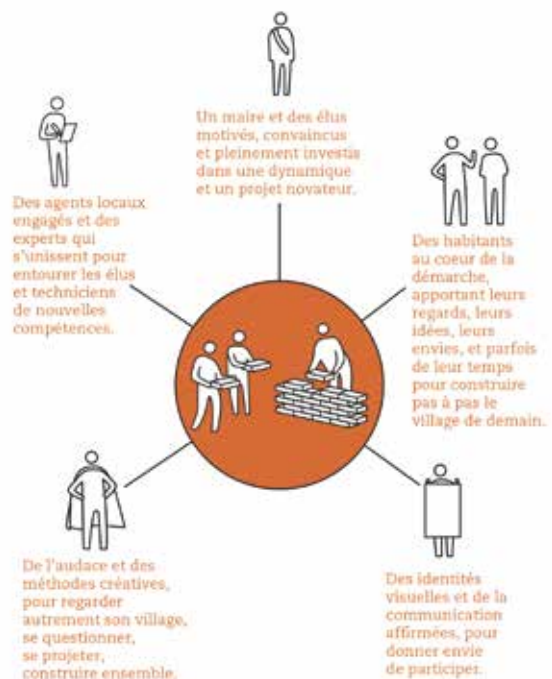 Un maire et des élus
motivés, convaincus
et pleinement investis
dans une dynamique
et un projet novateur.
Des agents locaux
engagés et des
experts qui
s'unissent pour
entourer les élus
et techniciens
de nouvelles
compétences.
Des habitants
au coeur de la
démarche,
apportant leurs
regards, leurs
idées, leurs
envies, et parfois
de leur temps
pour construire
pas à pas le
village de demain.
De l'audace et des
méthodes créatives,
pour regarder
autrement son village,
se questionner,
se projeter,
construire ensemble.
Des identités
visuelles et de la
communication
affirmées, pour
donner envie
de participer.